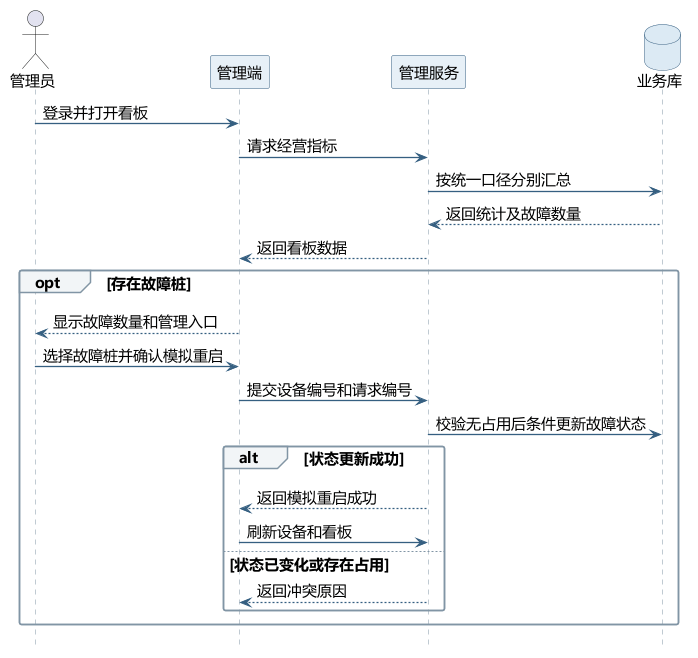 管理员
管理端
管理服务
业务库
登录并打开看板
请求经营指标
按统一口径分别汇总
返回统计及故障数量
返回看板数据
opt [存在故障桩]
显示故障数量和管理入口
选择故障桩并确认模拟重启
提交设备编号和请求编号
校验无占用后条件更新故障状态
alt [状态更新成功]
返回模拟重启成功
刷新设备和看板
[状态已变化或存在占用]
返回冲突原因